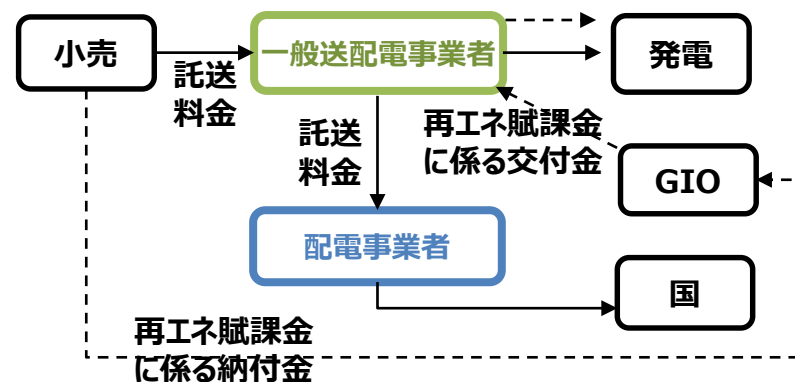 小売
一般送配電事業者
発電
託送
料金
託送
料金
再エネ賦課金
に係る交付金
GIO
配電事業者
国
再エネ賦課金
に係る納付金